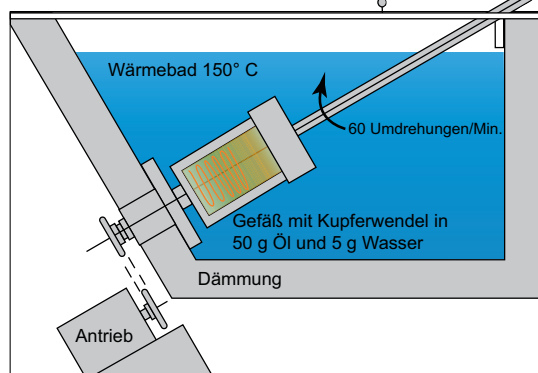 Wärmebad 150° C
60 Umdrehungen/Min.
Gefäß mit Kupferwendel in
50 g Öl und 5 g Wasser
Dämmung
Antrieb